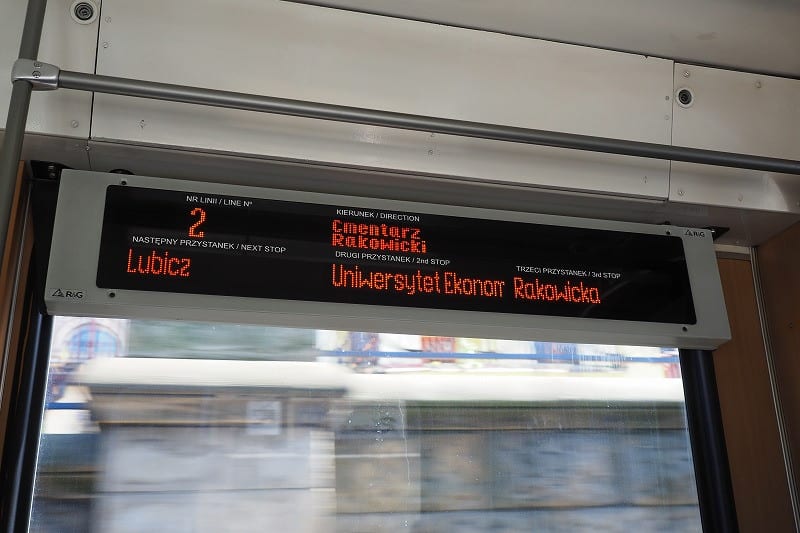 NR LINII / LINE Nº
2
KIERUNEK / DIRECTION
Cmentarz
Rakowicki
NASTĘPNY PRZYSTANEK / NEXT STOP
Lubicz
DRUGI PRZYSTANEK / 2nd STOP
Uniwersytet Ekonom
TRZECI PRZYSTANEK / 3rd STOP
Rakowicka
R&G
R&G